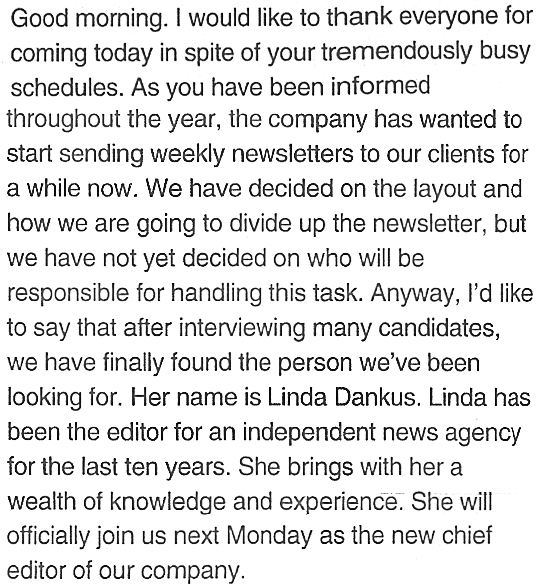 Good morning. I would like to thank everyone for
coming today in spite of your tremendously busy
schedules. As you have been informed
throughout the year, the company has wanted to
start sending weekly newsletters to our clients for
a while now. We have decided on the layout and
how we are going to divide up the newsletter, but
we have not yet decided on who will be
responsible for handling this task. Anyway, I'd like
to say that after interviewing many candidates,
we have finally found the person we've been
looking for. Her name is Linda Dankus. Linda has
been the editor for an independent news agency
for the last ten years. She brings with her a
wealth of knowledge and experience. She will
officially join us next Monday as the new chief
editor of our company.